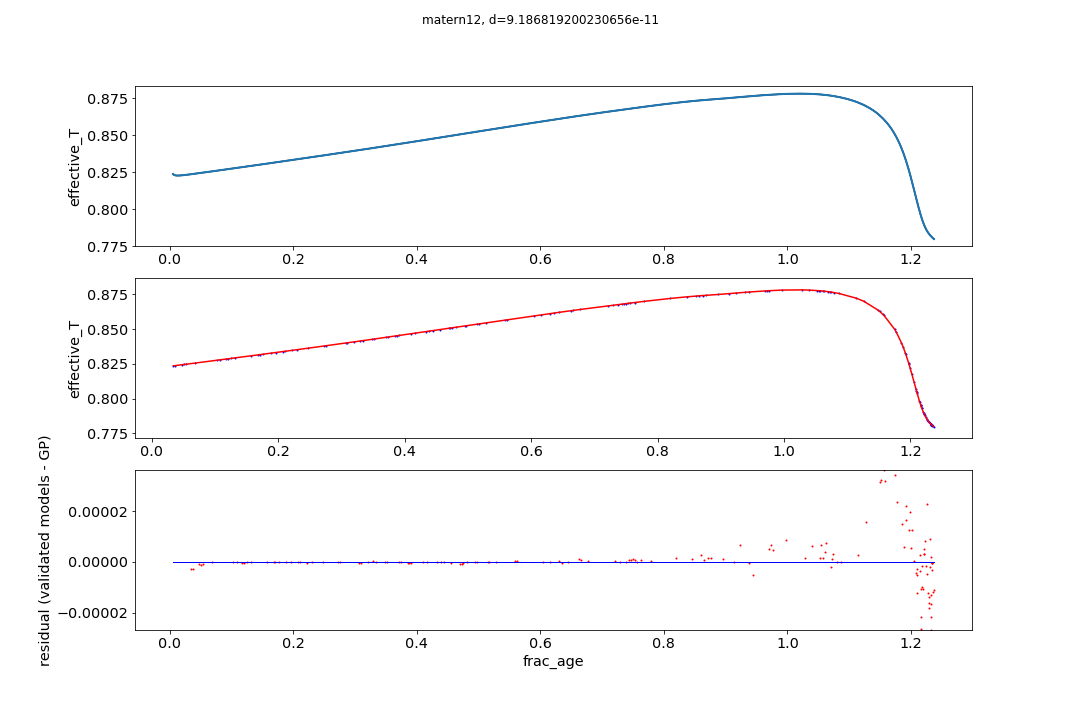 matern12, d=9.186819200230656e-11
effective_T
0.875
0.850
0.825
0.800
0.775
0.0 0.2 0.4 0.6 0.8 1.0 1.2
effective_T
0.875
0.850
0.825
0.800
0.775
0.0 0.2 0.4 0.6 0.8 1.0 1.2
residual (validated models - GP)
0.00002
0.00000
−0.00002
0.0 0.2 0.4 0.6 0.8 1.0 1.2
frac_age